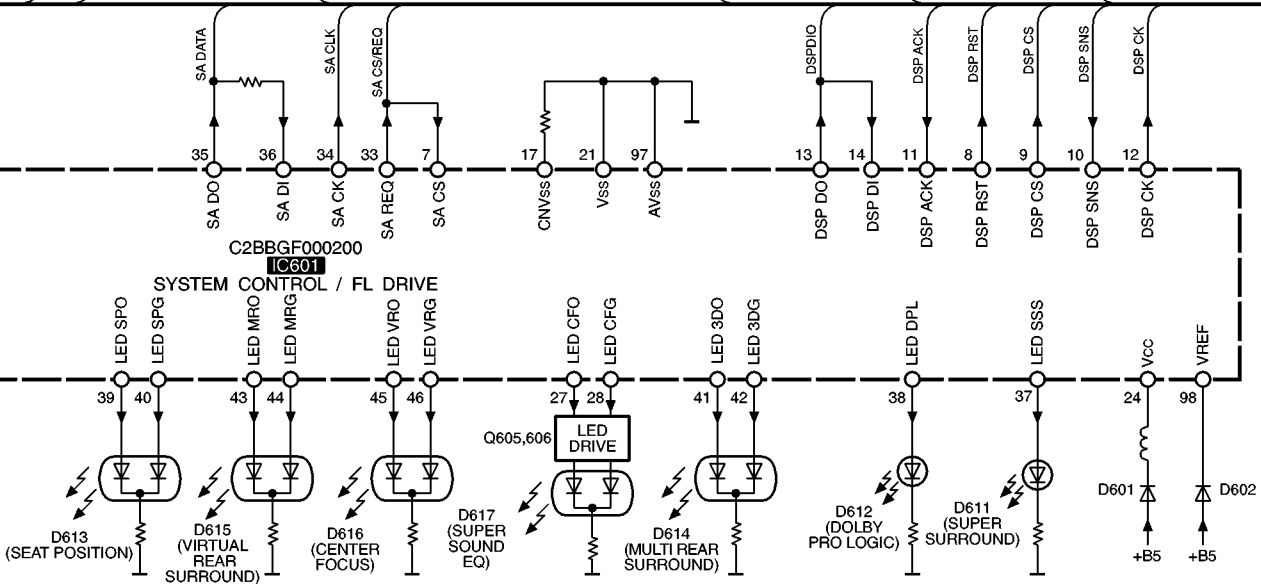 SA DATA
SA CLK
SA CS/REQ
DSPDIO
DSP ACK
DSP RST
DSP CS
DSP SNS
DSP CK
35
36
34
33
7
17
21
97
13
14
11
8
9
10
12
SA DO
SA DI
SA CK
SA REQ
SA CS
CNVss
Vss
AVss
DSP DO
DSP DI
DSP ACK
DSP RST
DSP CS
DSP SNS
DSP CK
C2BBGF000200
IC601
SYSTEM CONTROL / FL DRIVE
LED SPO
LED SPG
LED MRO
LED MRG
LED VRO
LED VRG
LED CFO
LED CFG
LED 3DO
LED 3DG
LED DPL
LED SSS
Vcc
VREF
39
40
43
44
45
46
27
28
41
42
38
37
24
98
Q605,606
LED
DRIVE
D613
(SEAT POSITION)
D615
(VIRTUAL
REAR
SURROUND)
D616
(CENTER
FOCUS)
D617
(SUPER
SOUND
EQ)
D614
(MULTI REAR
SURROUND)
D612
(DOLBY
PRO LOGIC)
D611
(SUPER
SURROUND)
D601
D602
+B5
+B5